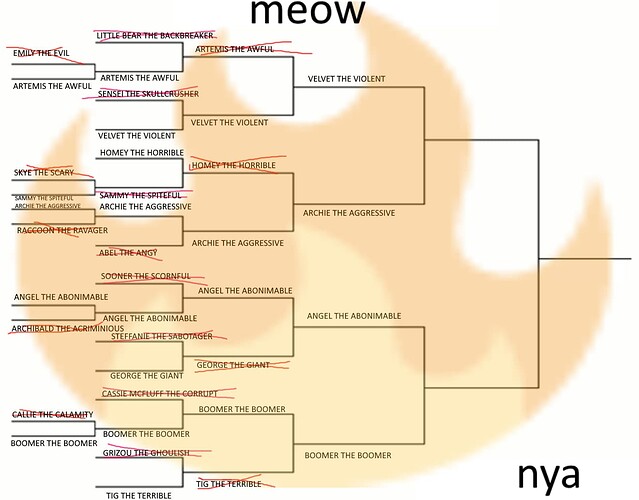 meow
LITTLE BEAR THE BACKBREAKER
EMILY THE EVIL
ARTEMIS THE AWFUL
ARTEMIS THE AWFUL
ARTEMIS THE AWFUL
VELVET THE VIOLENT
SENSEI THE SKULLCRUSHER
VELVET THE VIOLENT
VELVET THE VIOLENT
HOMEY THE HORRIBLE
HOMEY THE HORRIBLE
SKYE THE SCARY
SAMMY THE SPITEFUL
SAMMY THE SPITEFUL
ARCHIE THE AGGRESSIVE
ARCHIE THE AGGRESSIVE
ARCHIE THE AGGRESSIVE
RACCOON THE RAVAGER
ARCHIE THE AGGRESSIVE
ABEL THE ANGY
SOONER THE SCORNFUL
ANGEL THE ABONIMABLE
ANGEL THE ABONIMABLE
ANGEL THE ABONIMABLE
ANGEL THE ABONIMABLE
ARCHIBALD THE ACRIMINIOUS
STEFFANIE THE SABOTAGER
GEORGE THE GIANT
GEORGE THE GIANT
CASSIE MCFLUFF THE CORRUPT
BOOMER THE BOOMER
CALLIE THE CALAMITY
BOOMER THE BOOMER
BOOMER THE BOOMER
GRIZOU THE GHOULISH
BOOMER THE BOOMER
TIG THE TERRIBLE
TIG THE TERRIBLE
nya